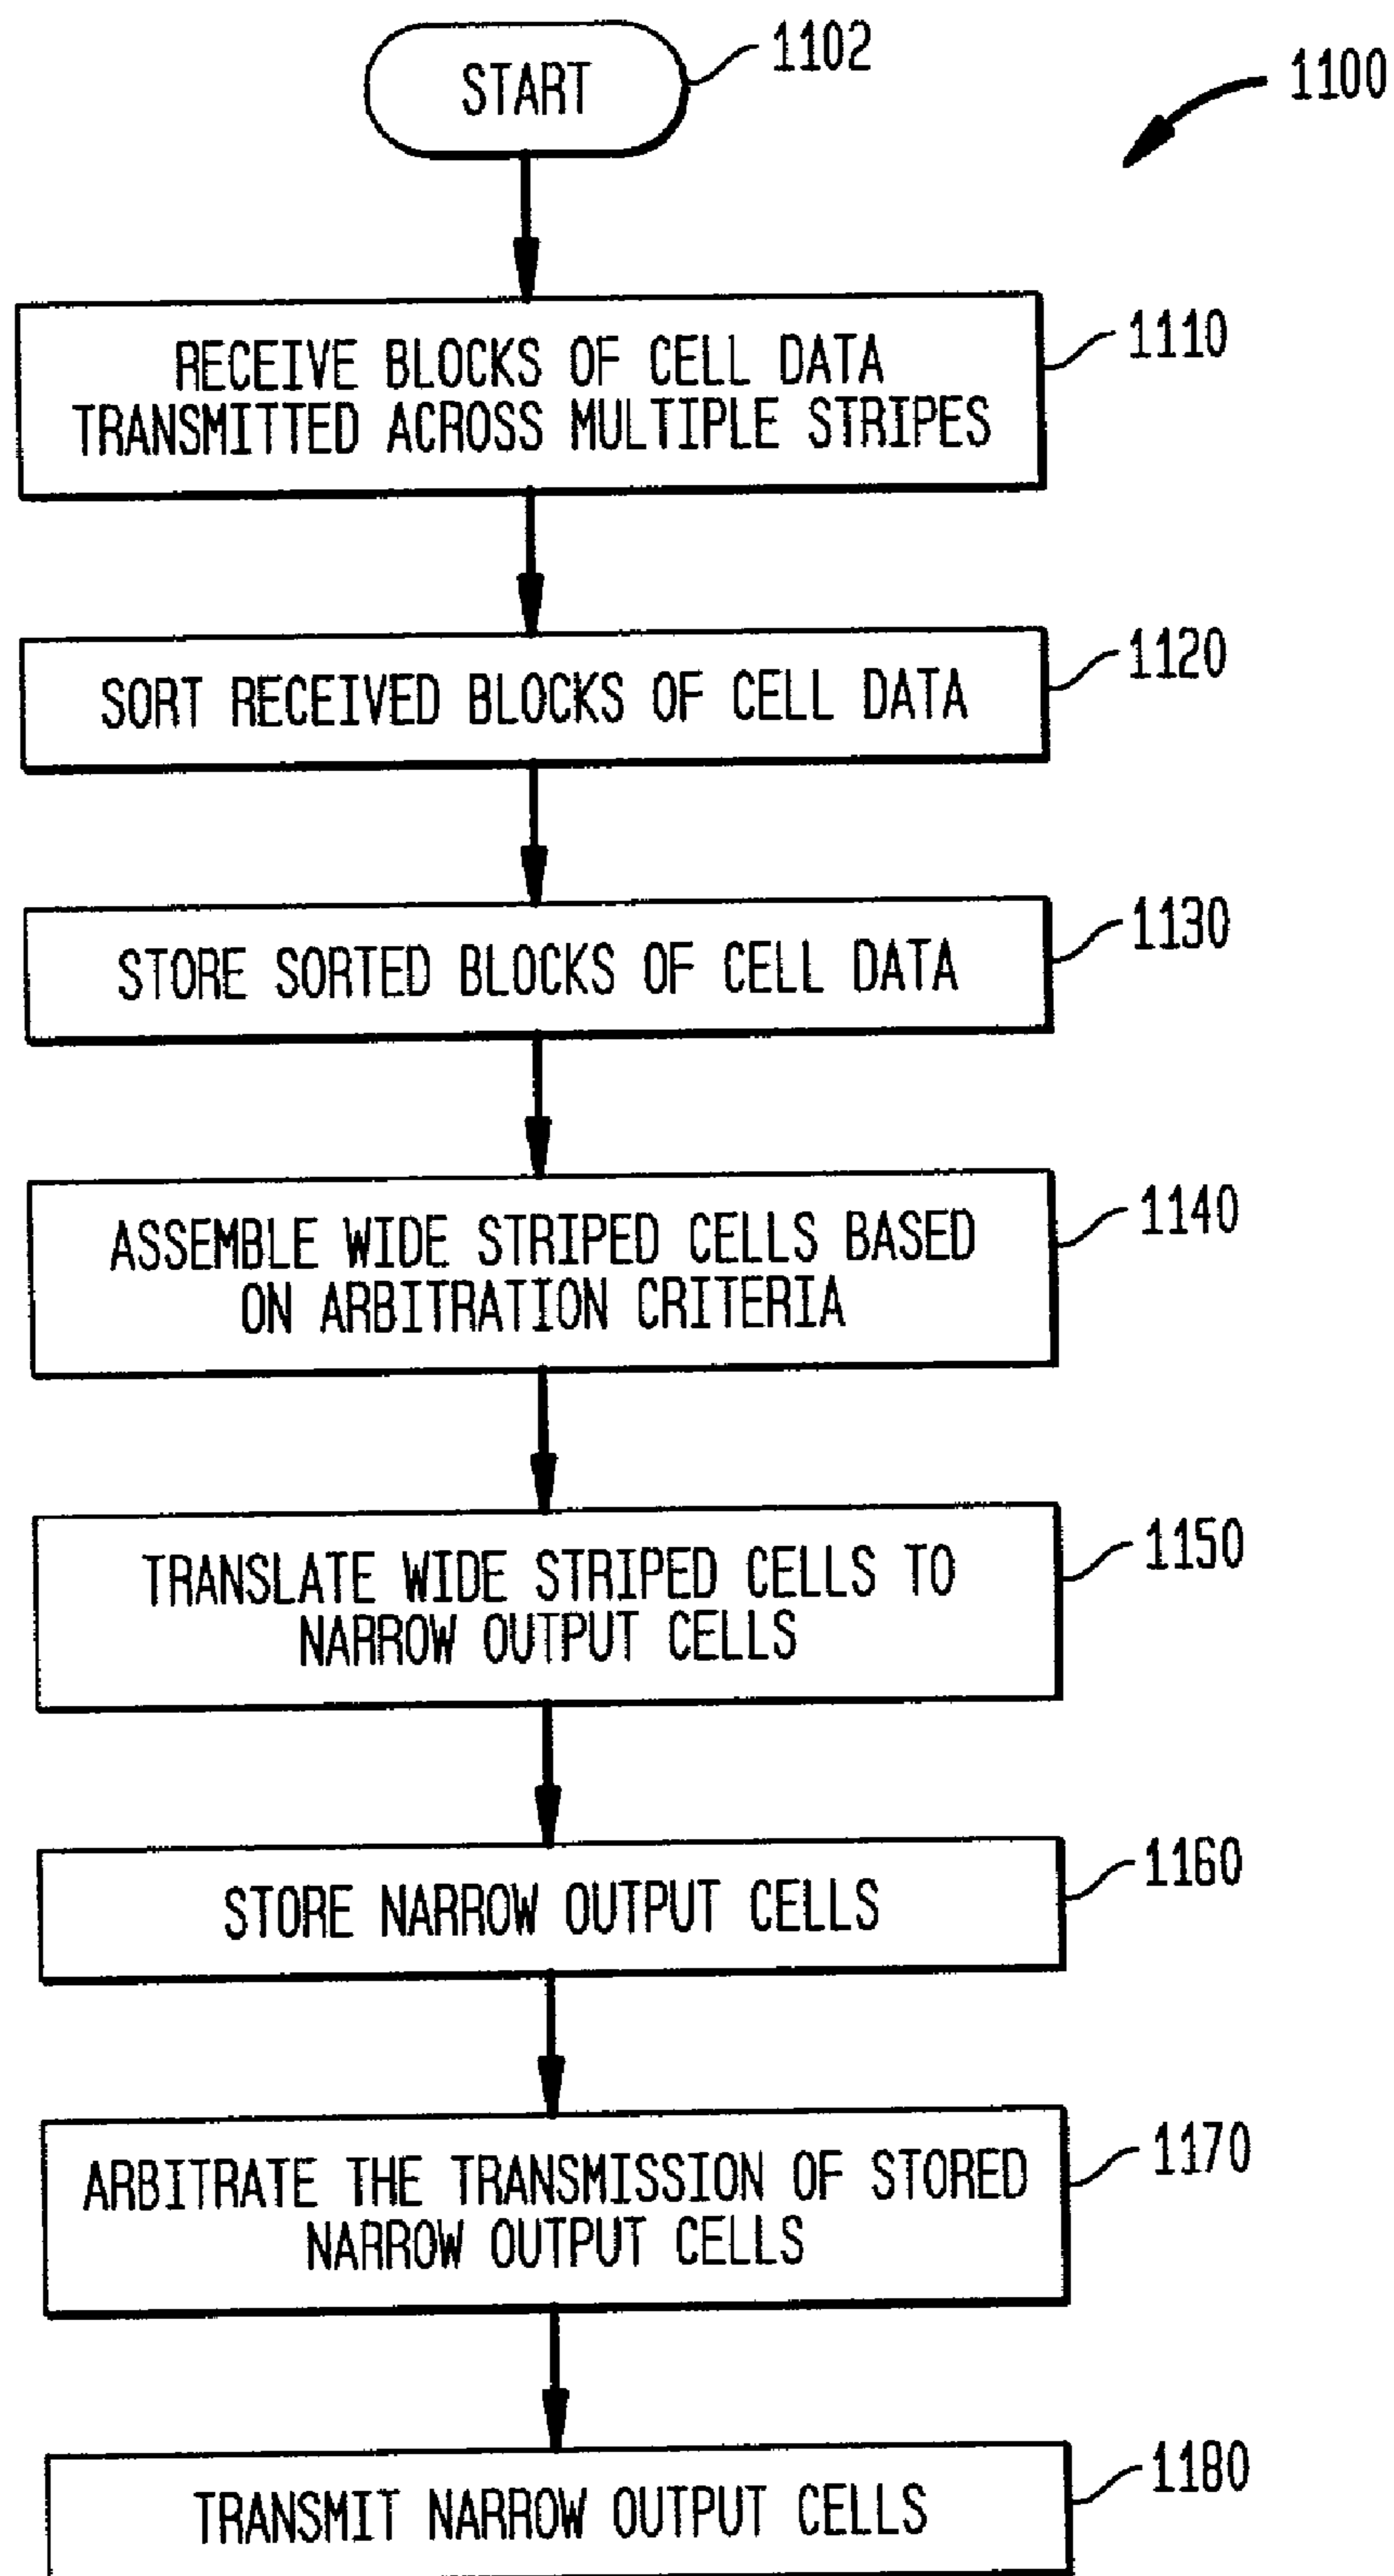 START
1102
1100
RECEIVE BLOCKS OF CELL DATA
TRANSMITTED ACROSS MULTIPLE STRIPES
1110
SORT RECEIVED BLOCKS OF CELL DATA
1120
STORE SORTED BLOCKS OF CELL DATA
1130
ASSEMBLE WIDE STRIPED CELLS BASED
ON ARBITRATION CRITERIA
1140
TRANSLATE WIDE STRIPED CELLS TO
NARROW OUTPUT CELLS
1150
STORE NARROW OUTPUT CELLS
1160
ARBITRATE THE TRANSMISSION OF STORED
NARROW OUTPUT CELLS
1170
TRANSMIT NARROW OUTPUT CELLS
1180